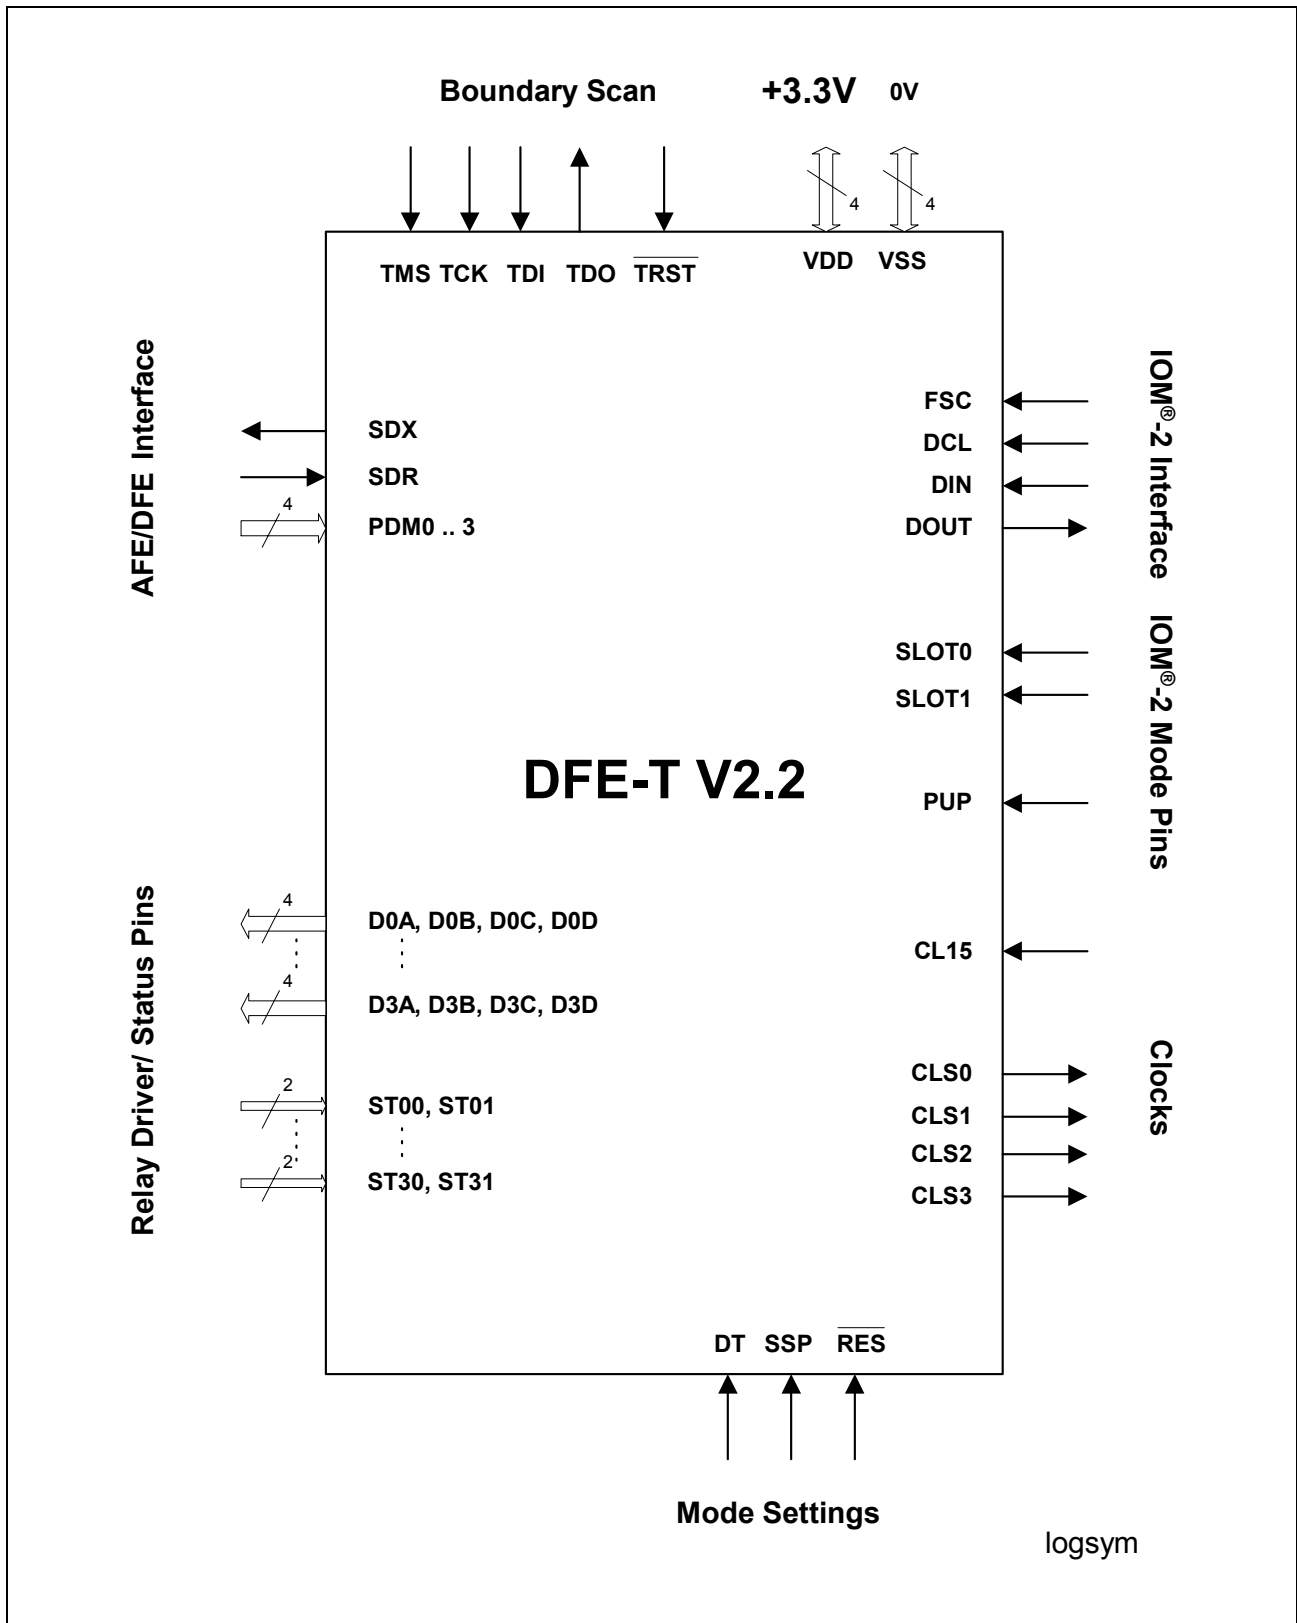 Boundary Scan
+3.3V
0V
4
4
TMS TCK TDI TDO TRST
VDD VSS
AFE/DFE Interface
SDX
SDR
4
PDM0 .. 3
FSC
DCL
DIN
DOUT
IOM®-2 Interface
SLOT0
SLOT1
PUP
IOM®-2 Mode Pins
DFE-T V2.2
Relay Driver/ Status Pins
4
D0A, D0B, D0C, D0D
4
D3A, D3B, D3C, D3D
2
ST00, ST01
2
ST30, ST31
CL15
CLS0
CLS1
CLS2
CLS3
Clocks
DT SSP RES
Mode Settings
logsym